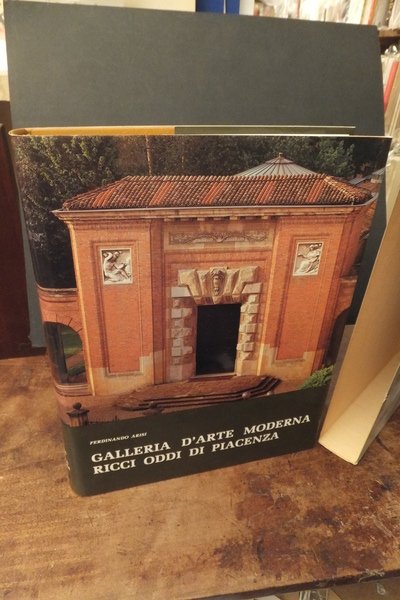 FERDINANDO ARISI
GALLERIA D'ARTE MODERNA
RICCI ODDI DI PIACENZA